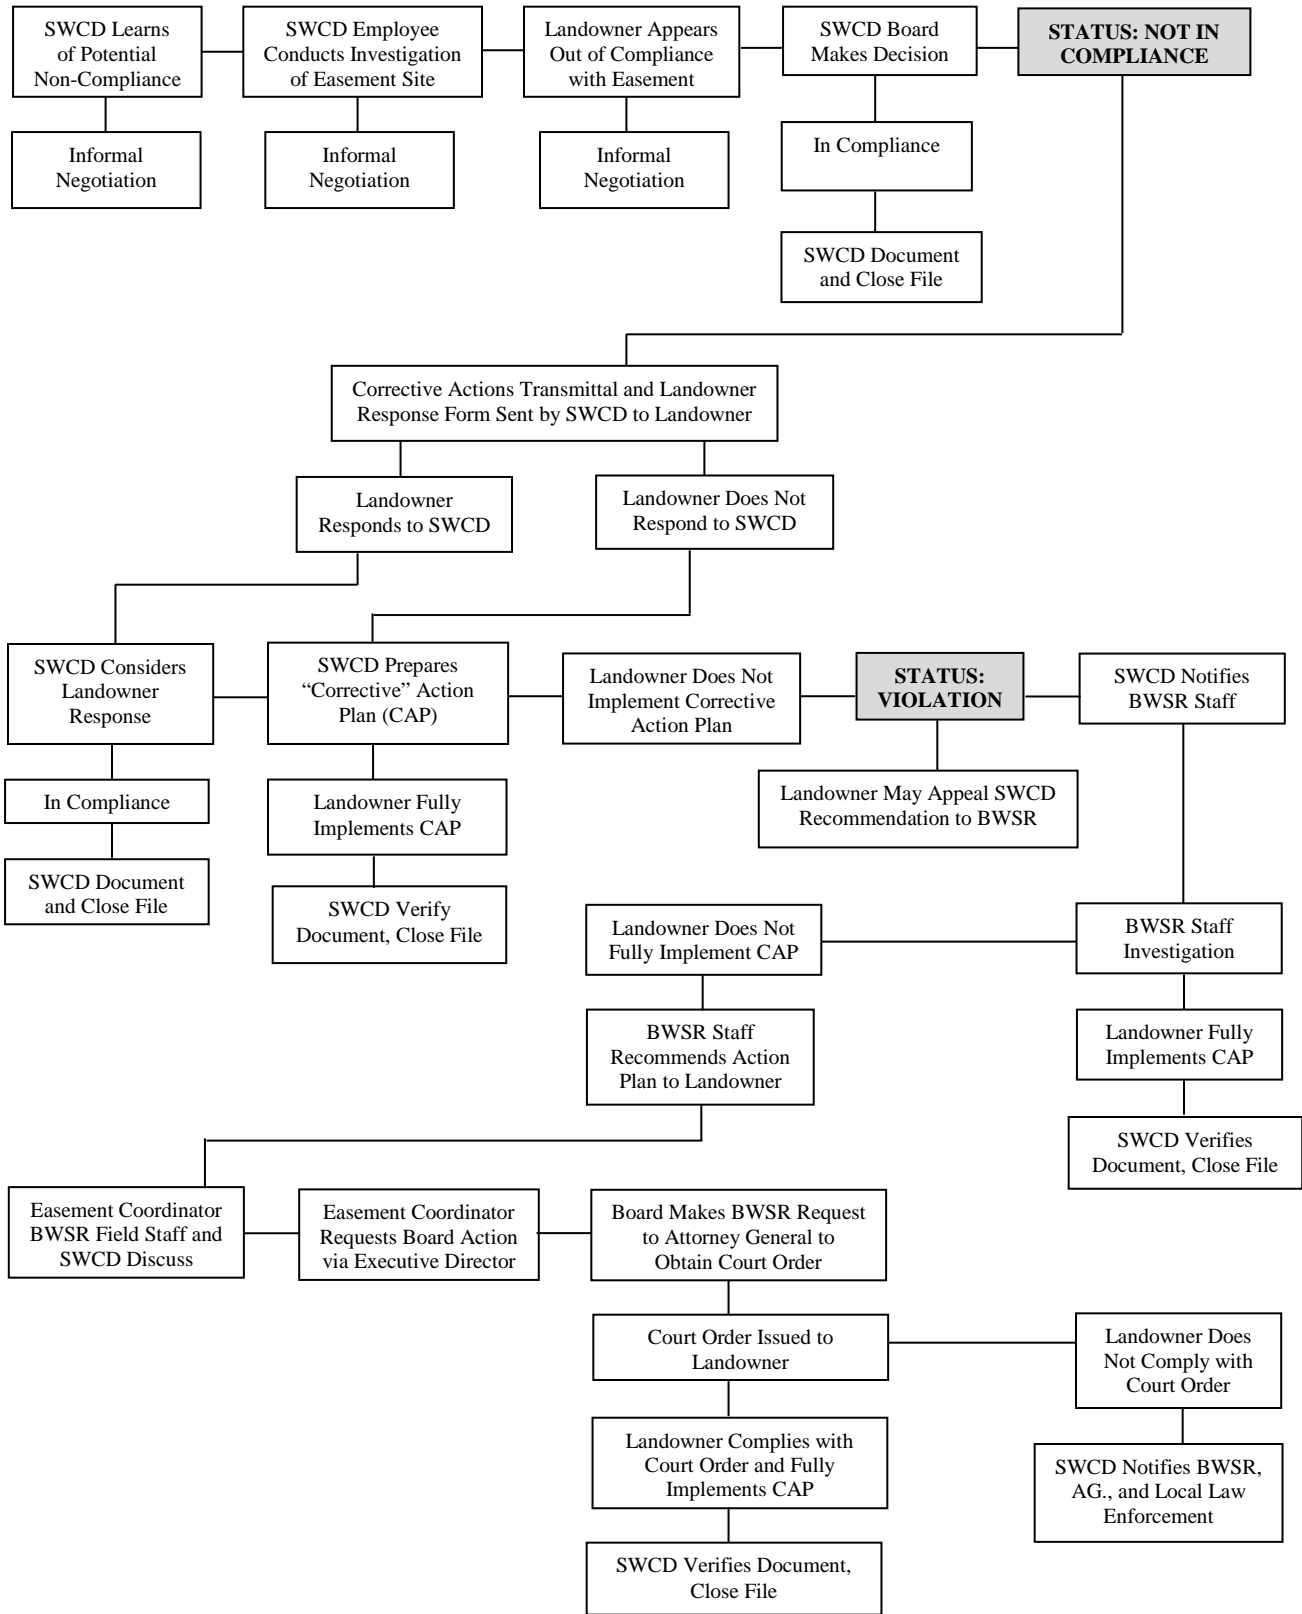 SWCD Learns
of Potential
Non-Compliance
SWCD Employee
Conducts Investigation
of Easement Site
Landowner Appears
Out of Compliance
with Easement
SWCD Board
Makes Decision
STATUS: NOT IN
COMPLIANCE
Informal
Negotiation
Informal
Negotiation
Informal
Negotiation
In Compliance
SWCD Document
and Close File
Corrective Actions Transmittal and Landowner
Response Form Sent by SWCD to Landowner
Landowner
Responds to SWCD
Landowner Does Not
Respond to SWCD
SWCD Considers
Landowner
Response
SWCD Prepares
“Corrective” Action
Plan (CAP)
Landowner Does Not
Implement Corrective
Action Plan
STATUS:
VIOLATION
SWCD Notifies
BWSR Staff
In Compliance
Landowner Fully
Implements CAP
Landowner May Appeal SWCD
Recommendation to BWSR
SWCD Document
and Close File
SWCD Verify
Document, Close File
Landowner Does Not
Fully Implement CAP
BWSR Staff
Investigation
BWSR Staff
Recommends Action
Plan to Landowner
Landowner Fully
Implements CAP
SWCD Verifies
Document, Close File
Easement Coordinator
BWSR Field Staff and
SWCD Discuss
Easement Coordinator
Requests Board Action
via Executive Director
Board Makes BWSR Request
to Attorney General to
Obtain Court Order
Court Order Issued to
Landowner
Landowner Does
Not Comply with
Court Order
Landowner Complies with
Court Order and Fully
Implements CAP
SWCD Notifies BWSR,
AG., and Local Law
Enforcement
SWCD Verifies Document,
Close File